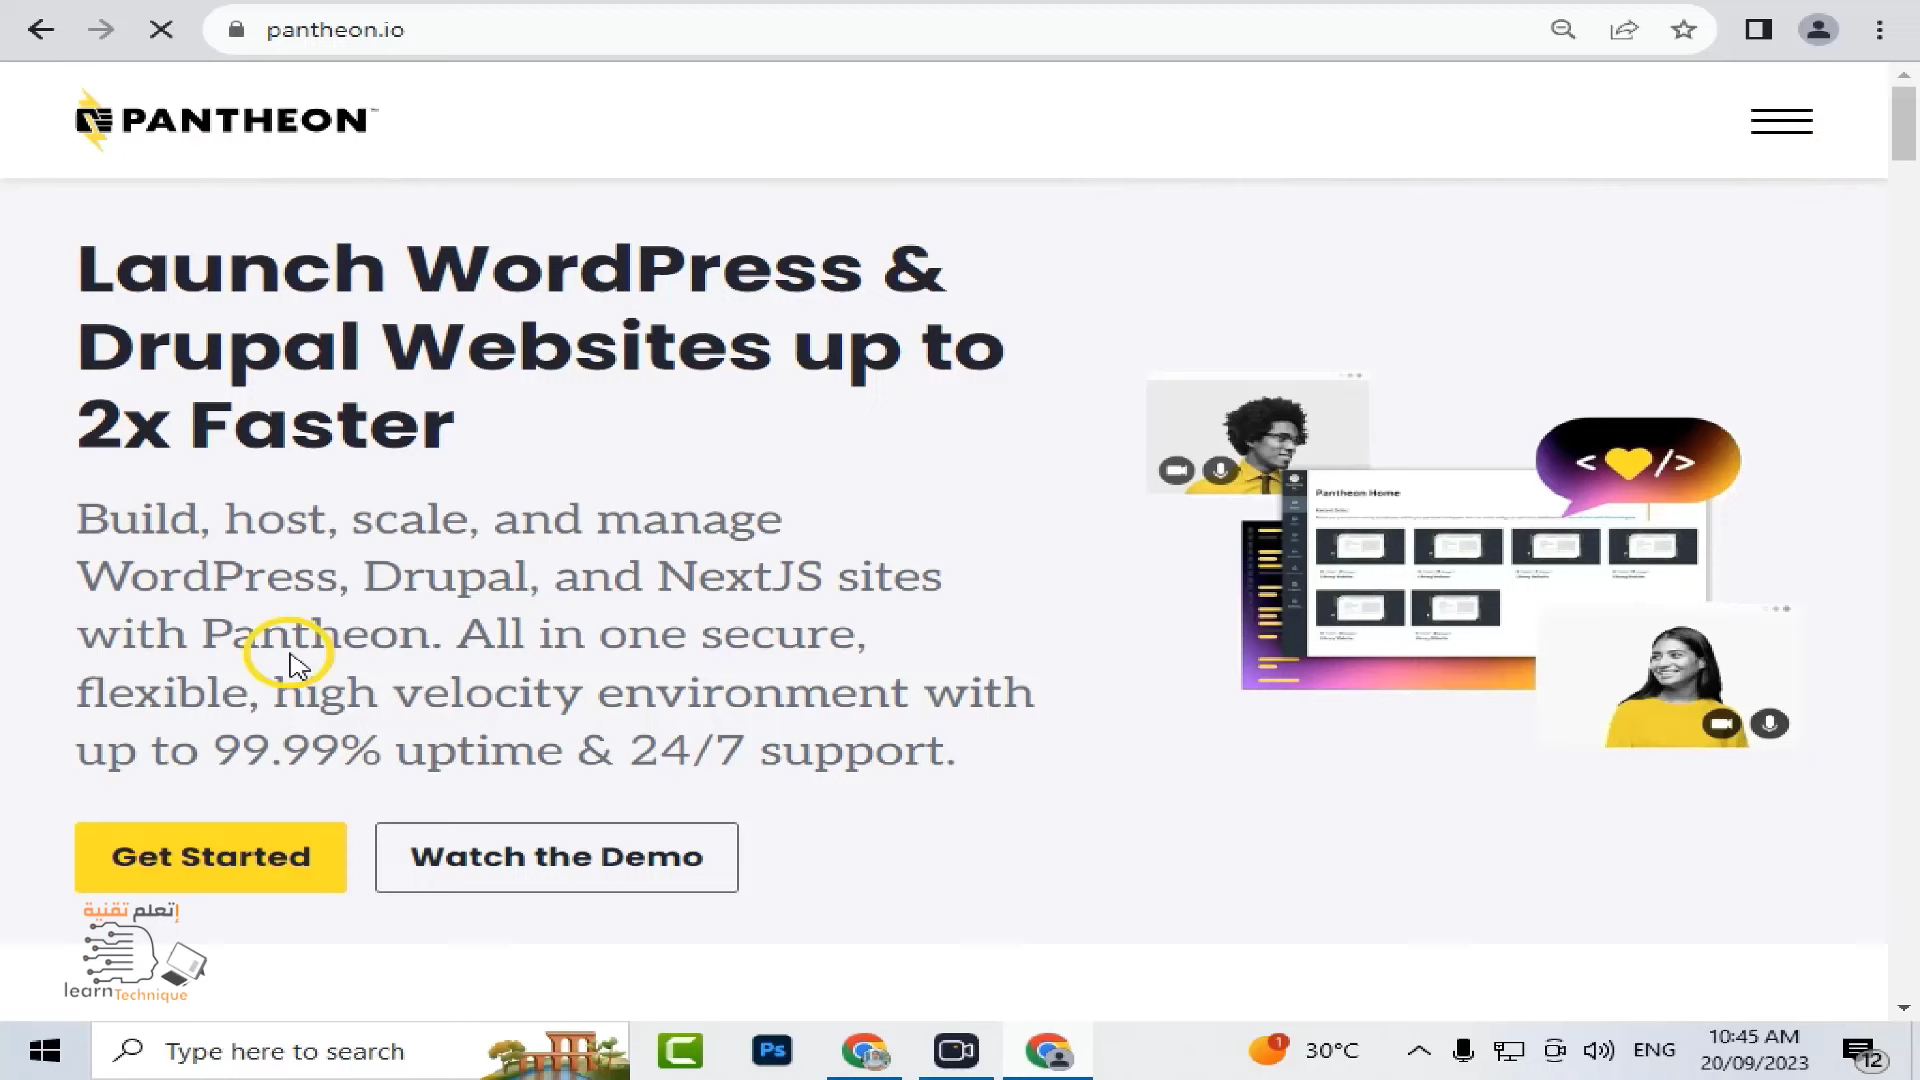 pantheon.io
PANTHEON™
Launch WordPress &
Drupal Websites up to
2x Faster
Build, host, scale, and manage
WordPress, Drupal, and NextJS sites
with Pantheon. All in one secure,
flexible, high velocity environment with
up to 99.99% uptime & 24/7 support.
Get Started
Watch the Demo
< />
Pantheon Home
إتعلم تقنية
learnTechnique
Type here to search
C
Ps
1
30°C
ENG
10:45 AM
20/09/2023
12